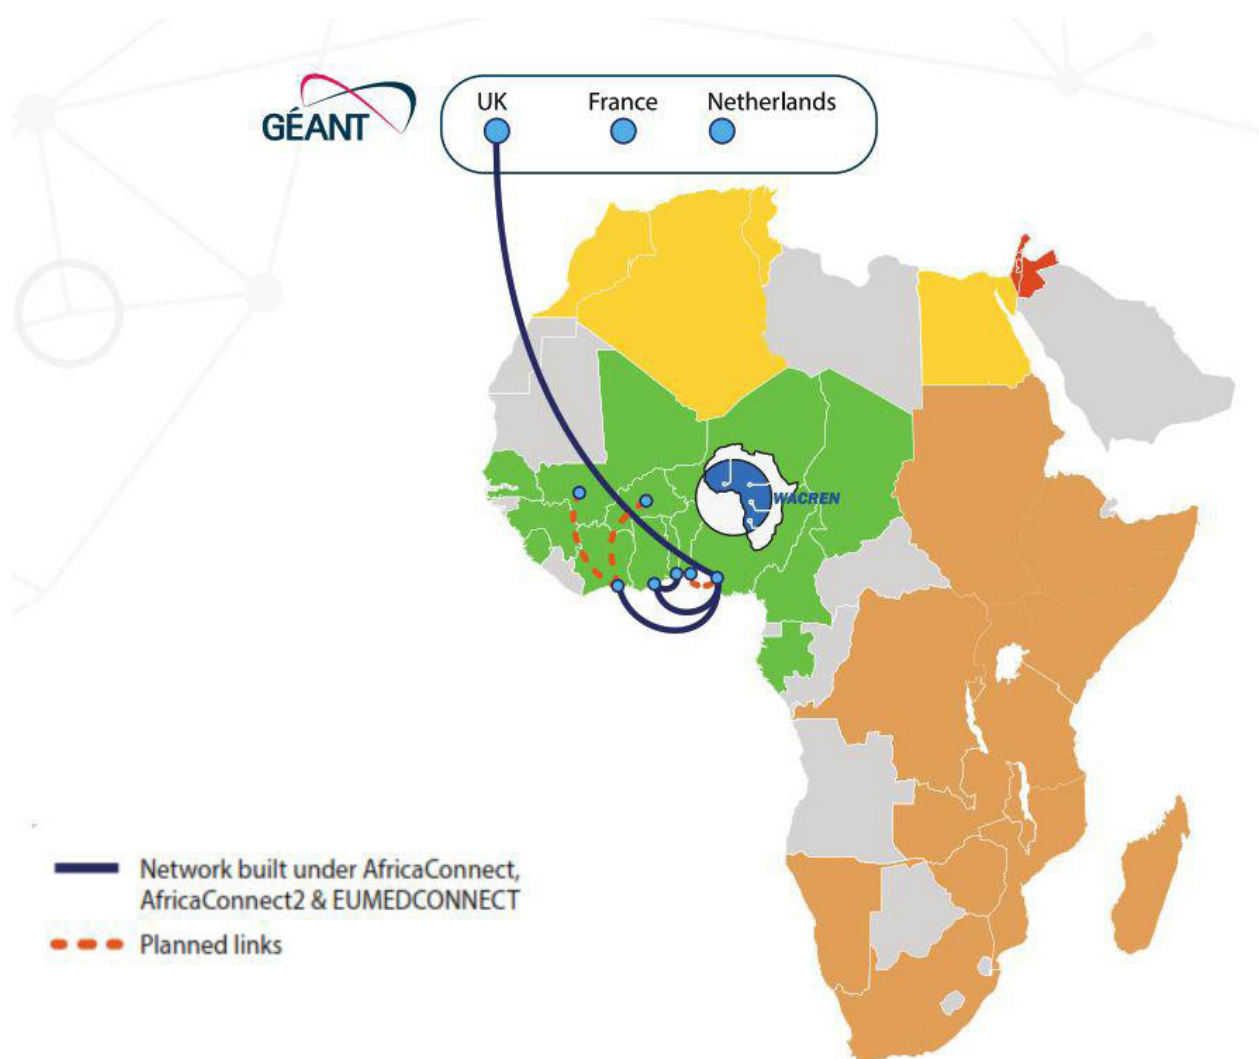 GÉANT
UK France Netherlands
WACREN
Network built under AfricaConnect,
AfricaConnect2 & EUMEDCONNECT
Planned links